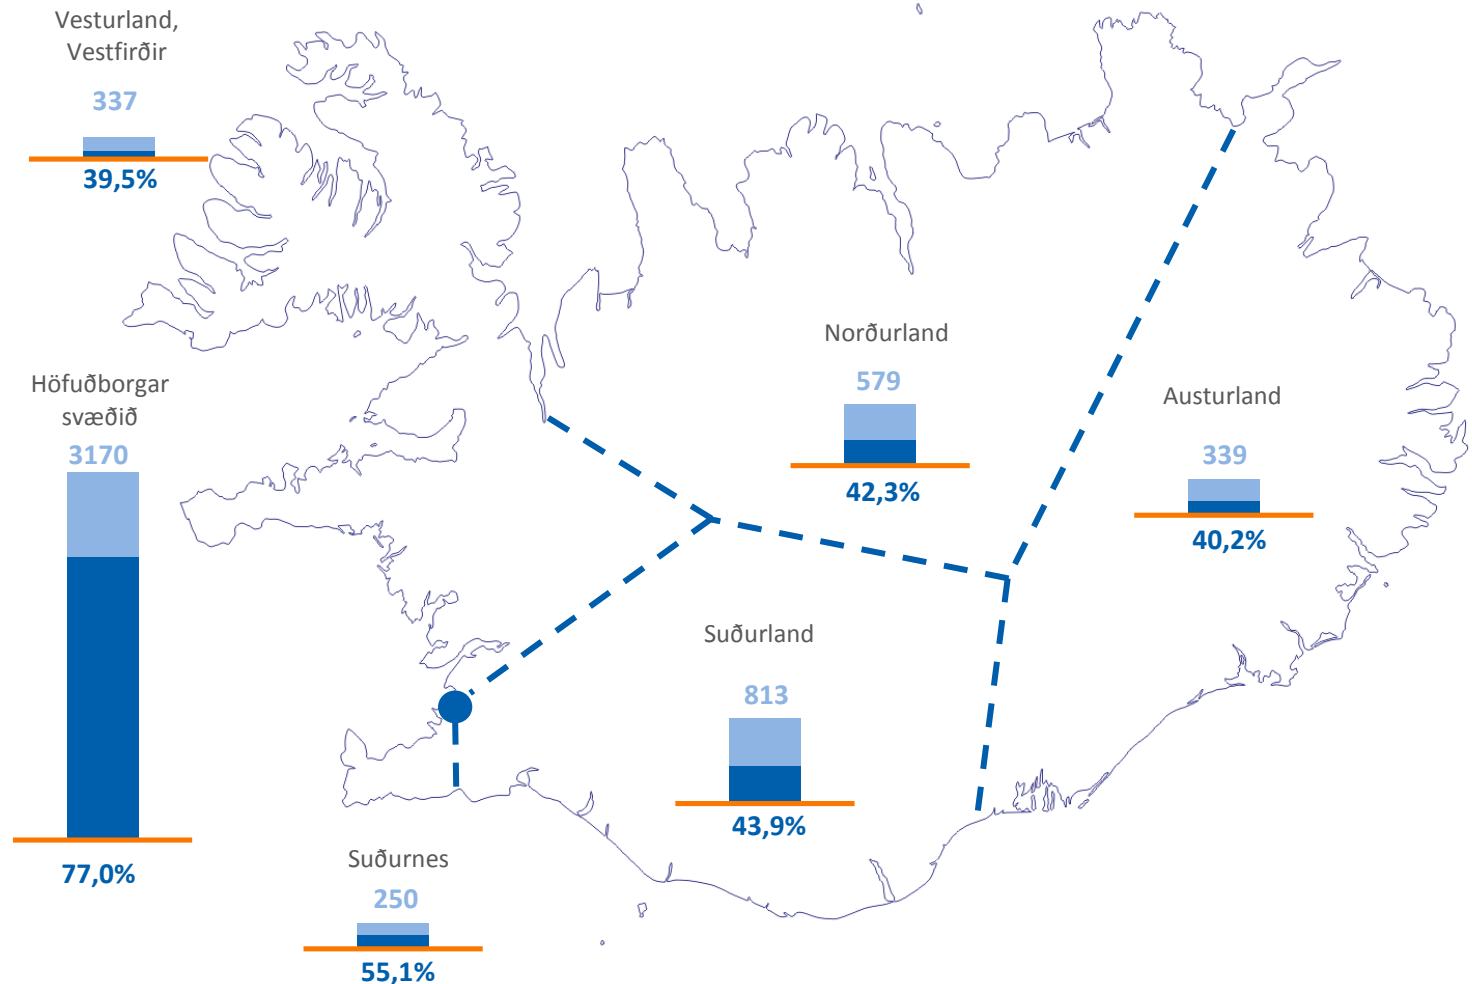 Vesturland,
Vestfirðir
337
39,5%
Norðurland
579
42,3%
Höfuðborgar
svæðið
3170
77,0%
Austurland
339
40,2%
Suðurland
813
43,9%
Suðurnes
250
55,1%